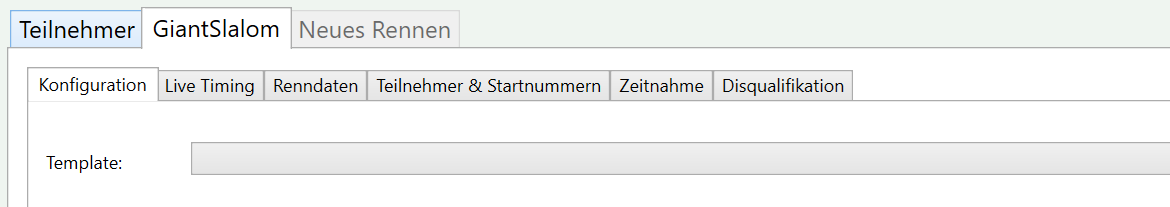 Teilnehmer GiantSlalom Neues Rennen
Konfiguration Live Timing Renndaten Teilnehmer & Startnummern Zeitnahme Disqualifikation
Template: